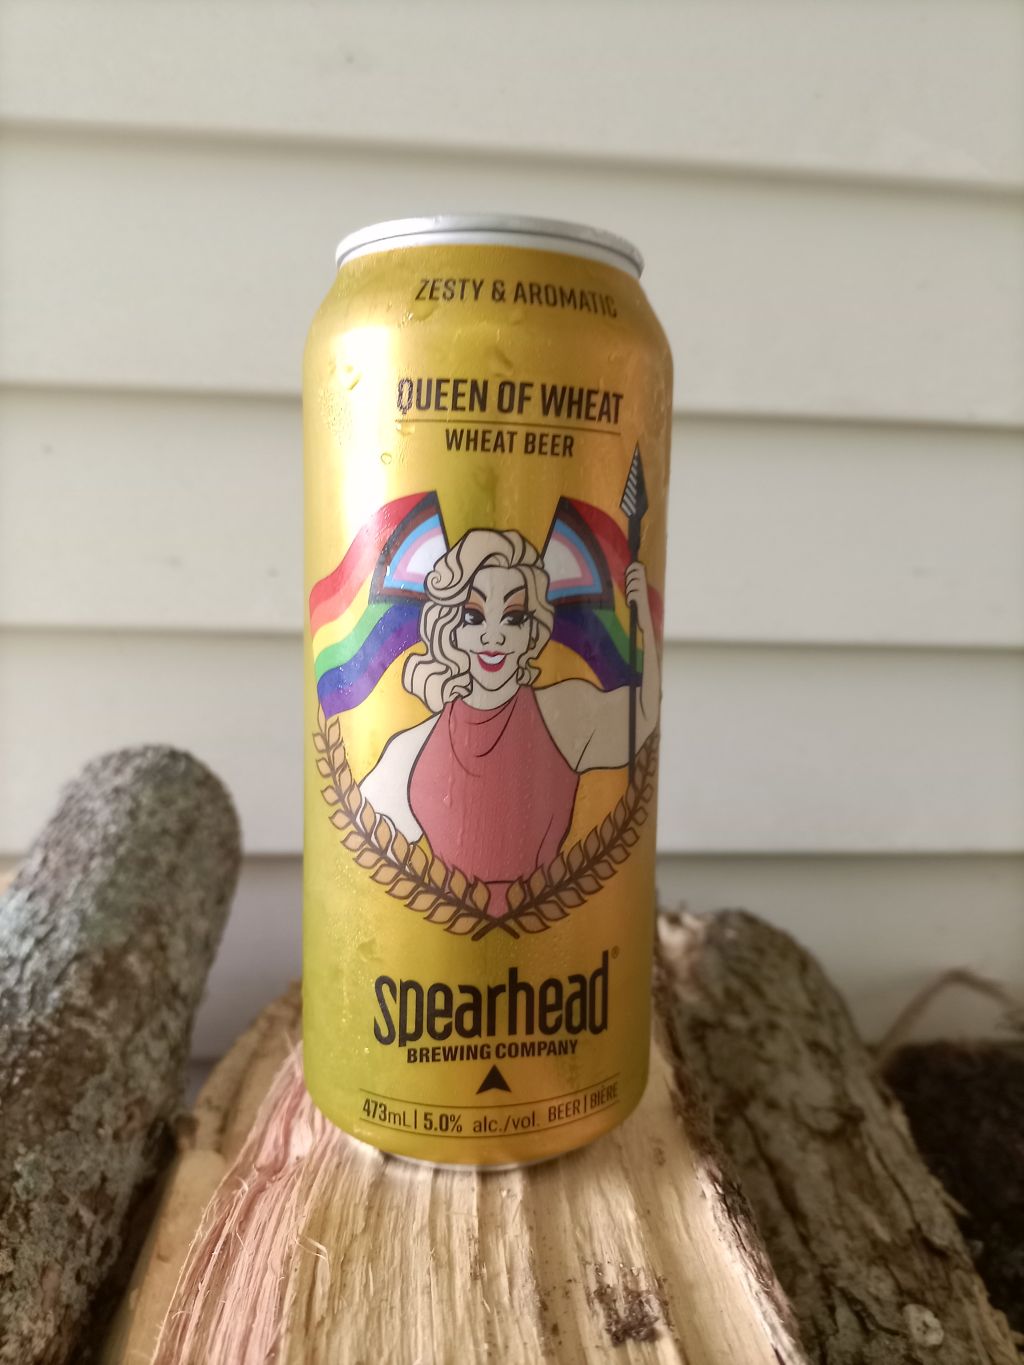 ZESTY & AROMATIC
QUEEN OF WHEAT
WHEAT BEER
spearhead®
BREWING COMPANY
473mL | 5.0% alc./vol. BEER | BIÈRE